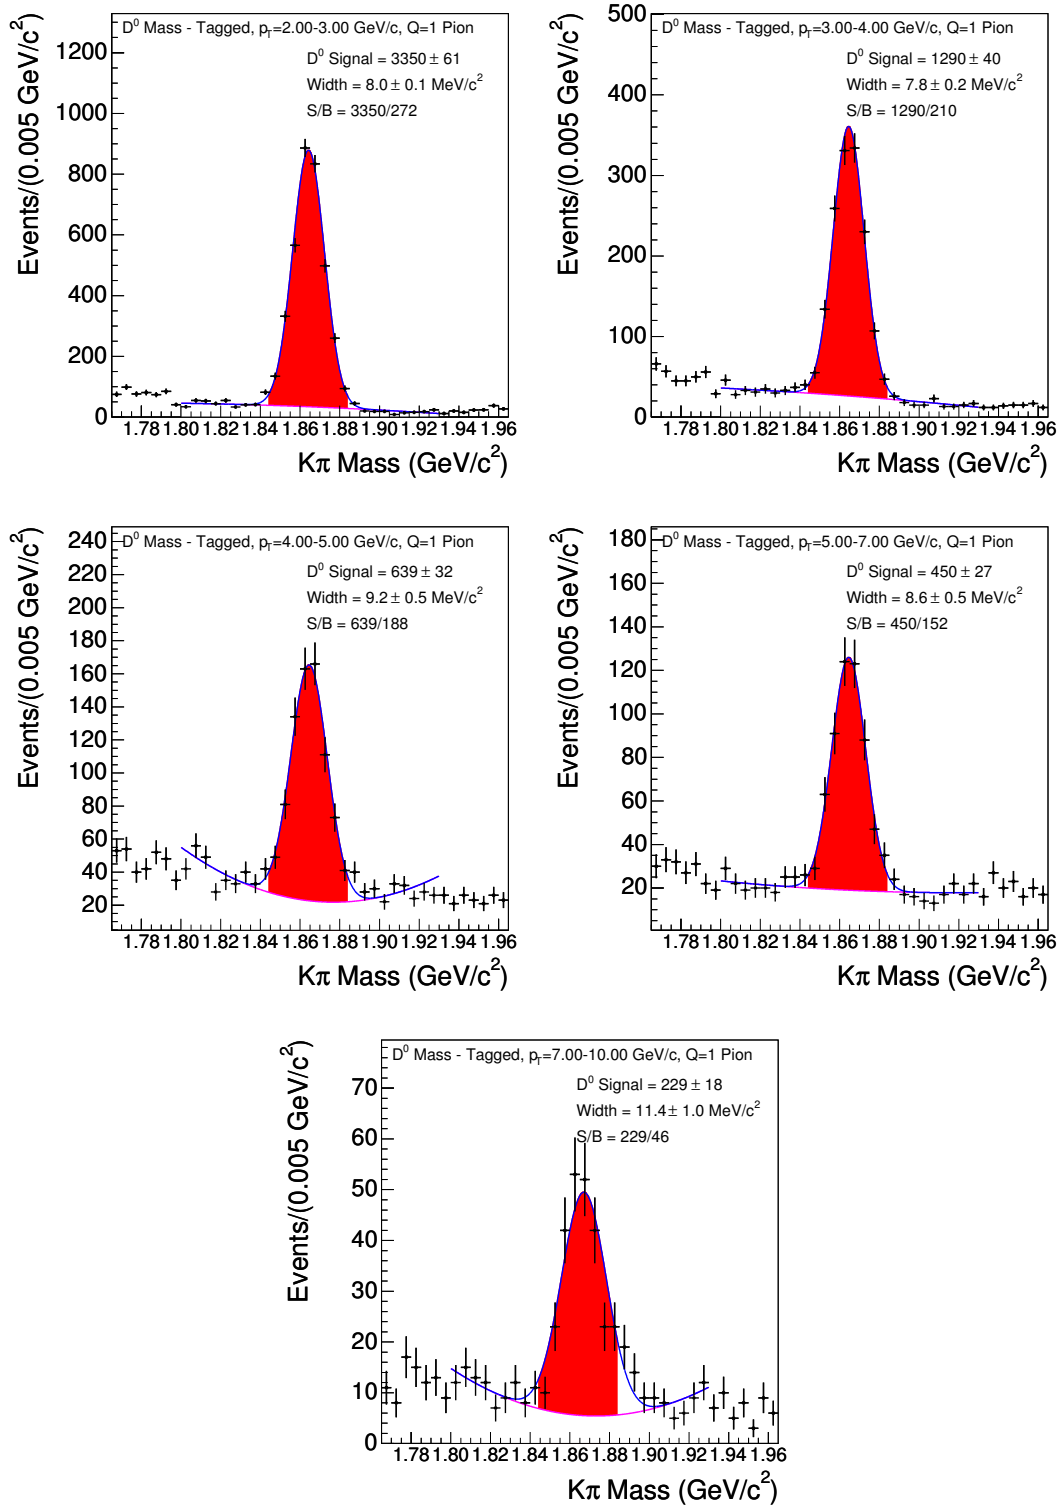 D⁰ Mass - Tagged, pT=2.00-3.00 GeV/c, Q=1 Pion
D⁰ Signal = 3350 ± 61
Width = 8.0 ± 0.1 MeV/c²
S/B = 3350/272
Events/(0.005 GeV/c²)
1200
1000
800
600
400
200
0
1.78 1.80 1.82 1.84 1.86 1.88 1.90 1.92 1.94 1.96
Kπ Mass (GeV/c²)
D⁰ Mass - Tagged, pT=3.00-4.00 GeV/c, Q=1 Pion
D⁰ Signal = 1290 ± 40
Width = 7.8 ± 0.2 MeV/c²
S/B = 1290/210
Events/(0.005 GeV/c²)
500
400
300
200
100
0
1.78 1.80 1.82 1.84 1.86 1.88 1.90 1.92 1.94 1.96
Kπ Mass (GeV/c²)
D⁰ Mass - Tagged, pT=4.00-5.00 GeV/c, Q=1 Pion
D⁰ Signal = 639 ± 32
Width = 9.2 ± 0.5 MeV/c²
S/B = 639/188
Events/(0.005 GeV/c²)
240
220
200
180
160
140
120
100
80
60
40
20
1.78 1.80 1.82 1.84 1.86 1.88 1.90 1.92 1.94 1.96
Kπ Mass (GeV/c²)
D⁰ Mass - Tagged, pT=5.00-7.00 GeV/c, Q=1 Pion
D⁰ Signal = 450 ± 27
Width = 8.6 ± 0.5 MeV/c²
S/B = 450/152
Events/(0.005 GeV/c²)
180
160
140
120
100
80
60
40
20
1.78 1.80 1.82 1.84 1.86 1.88 1.90 1.92 1.94 1.96
Kπ Mass (GeV/c²)
D⁰ Mass - Tagged, pT=7.00-10.00 GeV/c, Q=1 Pion
D⁰ Signal = 229 ± 18
Width = 11.4 ± 1.0 MeV/c²
S/B = 229/46
Events/(0.005 GeV/c²)
70
60
50
40
30
20
10
0
1.78 1.80 1.82 1.84 1.86 1.88 1.90 1.92 1.94 1.96
Kπ Mass (GeV/c²)